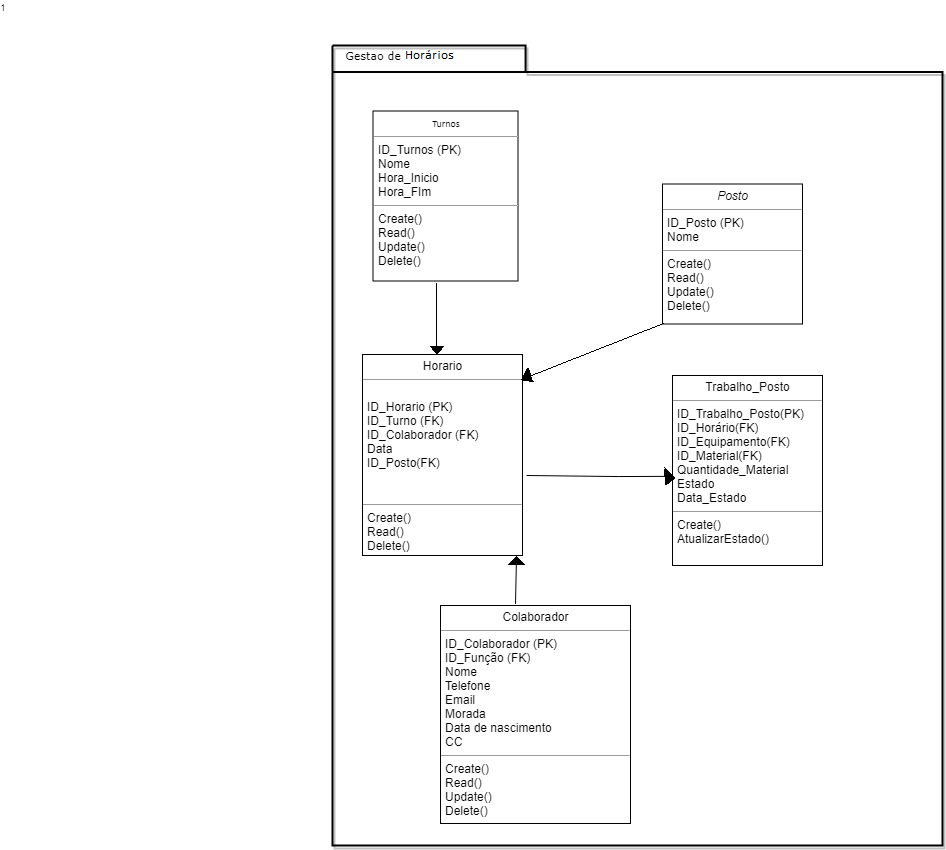 1
Gestao de Horários
Turnos
ID_Turnos (PK)
Nome
Hora_Inicio
Hora_FIm
Create()
Read()
Update()
Delete()
Posto
ID_Posto (PK)
Nome
Create()
Read()
Update()
Delete()
Horario
ID_Horario (PK)
ID_Turno (FK)
ID_Colaborador (FK)
Data
ID_Posto(FK)
Create()
Read()
Delete()
Trabalho_Posto
ID_Trabalho_Posto(PK)
ID_Horário(FK)
ID_Equipamento(FK)
ID_Material(FK)
Quantidade_Material
Estado
Data_Estado
Create()
AtualizarEstado()
Colaborador
ID_Colaborador (PK)
ID_Função (FK)
Nome
Telefone
Email
Morada
Data de nascimento
CC
Create()
Read()
Update()
Delete()